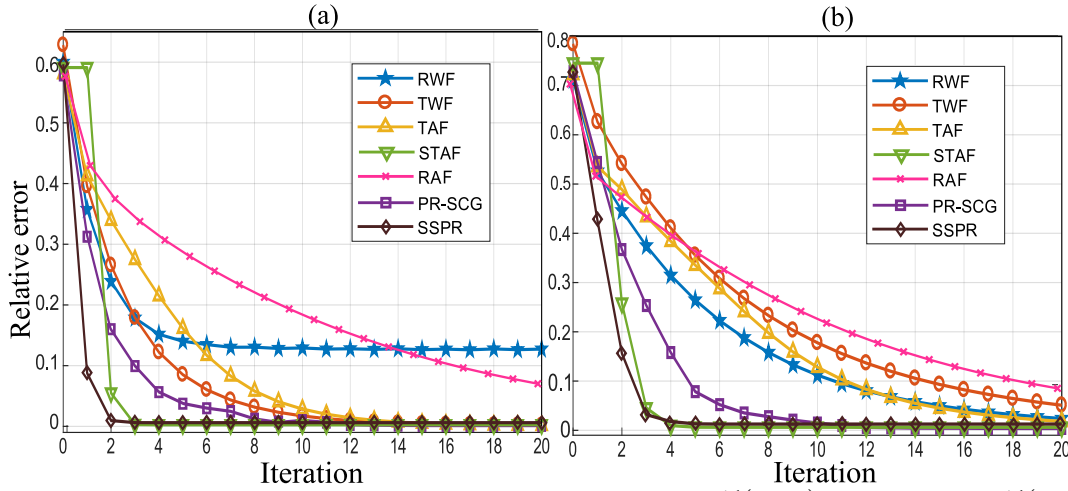 (a)
Relative error
0.6
0.5
0.4
0.3
0.2
0.1
0
0 2 4 6 8 10 12 14 16 18 20
Iteration
RWF
TWF
TAF
STAF
RAF
PR-SCG
SSPR
(b)
0.8
0.7
0.6
0.5
0.4
0.3
0.2
0.1
0
0 2 4 6 8 10 12 14 16 18 20
Iteration
RWF
TWF
TAF
STAF
RAF
PR-SCG
SSPR